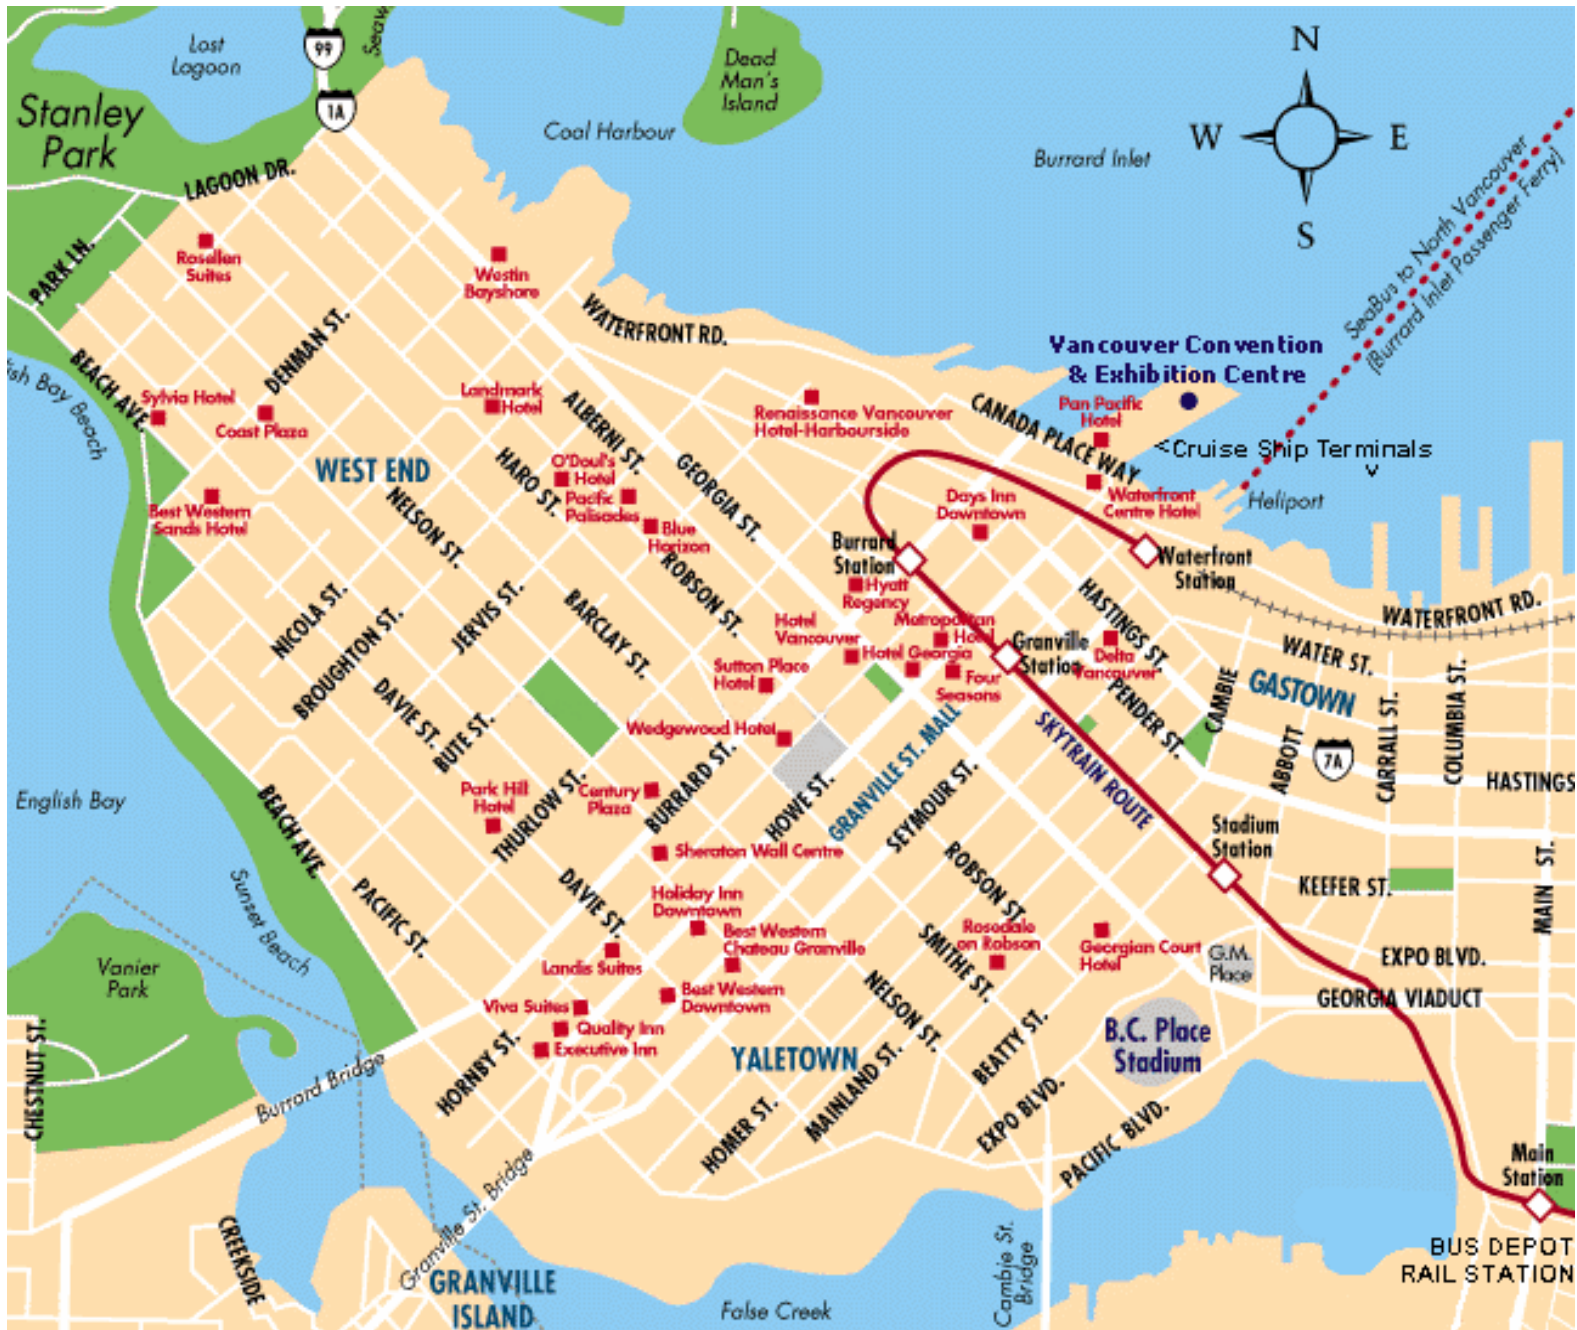 Lost
Lagoon
99
Seaw
1A
Stanley
Park
Dead
Man's
Island
Coal Harbour
Burrard Inlet
N
W
E
S
SeaBus to North Vancouver
(Burrard Inlet Passenger Ferry)
LAGOON DR.
PARK LN.
Rosellen
Suites
Westin
Bayshore
WATERFRONT RD.
DENMAN ST.
BEACH AVE.
ish Bay Beach
Sylvia Hotel
Coast Plaza
Landmark
Hotel
ALBERNI ST.
Renaissance Vancouver
Hotel-Harbourside
Vancouver Convention
& Exhibition Centre
Pan Pacific
Hotel
CANADA PLACE WAY
<Cruise Ship Terminals
v
Heliport
WEST END
HARO ST.
O'Doul's
Hotel
Pacific
Palisades
Blue
Horizon
GEORGIA ST.
Best Western
Sands Hotel
NELSON ST.
Days Inn
Downtown
Waterfront
Centre Hotel
Burrard
Station
Waterfront
Station
ROBSON ST.
Hyatt
Regency
HASTINGS ST.
WATERFRONT RD.
NICOLA ST.
BROUGHTON ST.
JERVIS ST.
BARCLAY ST.
Hotel
Vancouver
Metropolitan
Hotel
Hotel Georgia
Granville
Station
Delta
Vancouver
WATER ST.
Sutton Place
Hotel
Four
Seasons
PENDER ST.
CAMBIE
GASTOWN
CARRALL ST.
COLUMBIA ST.
DAVIE ST.
BUTE ST.
Wedgewood Hotel
GRANVILLE ST. MALL
SKYTRAIN ROUTE
ABBOTT
7A
HASTINGS
English Bay
BEACH AVE.
Park Hill
Hotel
THURLOW ST.
Century
Plaza
BURRARD ST.
HOWE ST.
SEYMOUR ST.
Stadium
Station
Sheraton Wall Centre
ROBSON ST.
KEEFER ST.
MAIN ST.
Sunset Beach
PACIFIC ST.
DAVIE ST.
Holiday Inn
Downtown
Best Western
Chateau Granville
SMITHE ST.
Rosedale
on Robson
Georgian Court
Hotel
G.M.
Place
EXPO BLVD.
Vanier
Park
Landis Suites
Best Western
Downtown
NELSON ST.
GEORGIA VIADUCT
Viva Suites
Quality Inn
Executive Inn
B.C. Place
Stadium
CHESTNUT ST.
Burrard Bridge
HORNBY ST.
YALETOWN
HOMER ST.
MAINLAND ST.
BEATTY ST.
EXPO BLVD.
PACIFIC BLVD.
Main
Station
Granville St. Bridge
CREEKSIDE
GRANVILLE
ISLAND
False Creek
Cambie St.
Bridge
BUS DEPOT
RAIL STATION